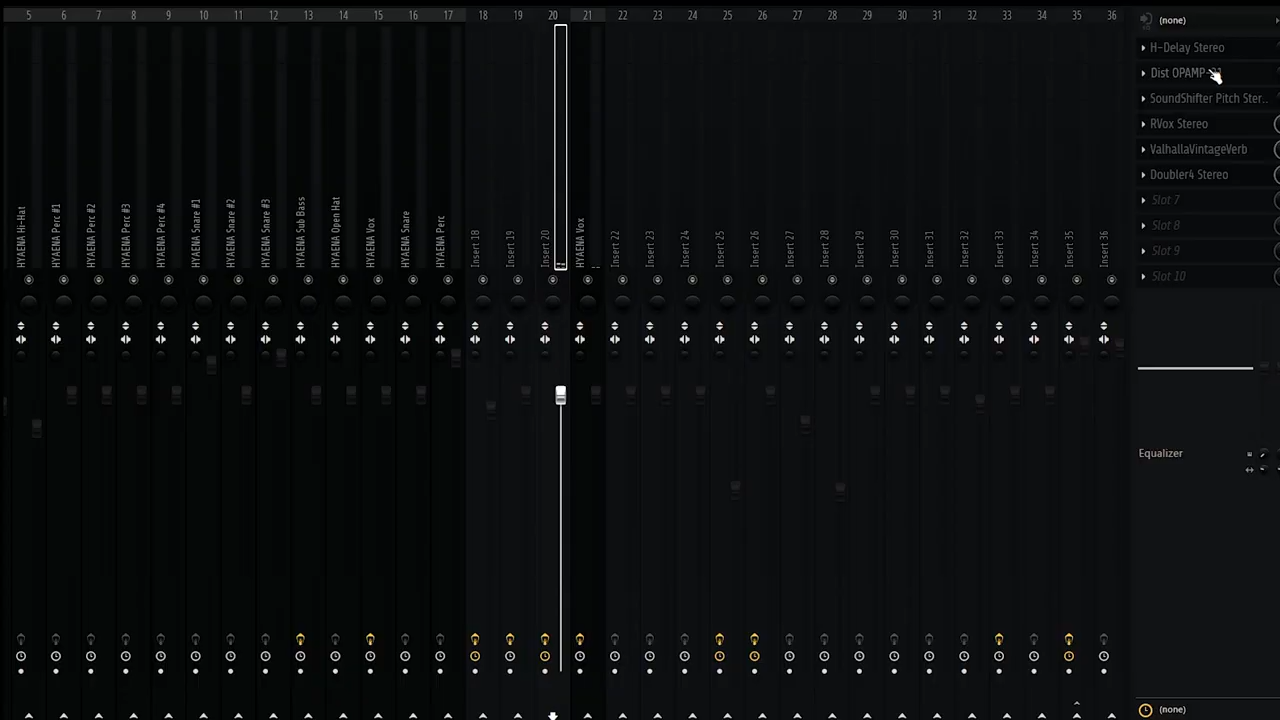 5 6 7 8 9 10 11 12 13 14 15 16 17 18 19 20 21 22 23 24 25 26 27 28 29 30 31 32 33 34 35 36
(none)
H-Delay Stereo
Dist OPAMP-21
SoundShifter Pitch Ster..
RVox Stereo
ValhallaVintageVerb
Doubler4 Stereo
Slot 7
Slot 8
Slot 9
Slot 10
HYAENA Hi-Hat
HYAENA Perc #1
HYAENA Perc #2
HYAENA Perc #3
HYAENA Perc #4
HYAENA Snare #1
HYAENA Snare #2
HYAENA Snare #3
HYAENA Sub Bass
HYAENA Open Hat
HYAENA Vox
HYAENA Snare
HYAENA Perc
Insert 18
Insert 19
Insert 20
HYAENA Vox
Insert 22
Insert 23
Insert 24
Insert 25
Insert 26
Insert 27
Insert 28
Insert 29
Insert 30
Insert 31
Insert 32
Insert 33
Insert 34
Insert 35
Insert 36
Equalizer
(none)